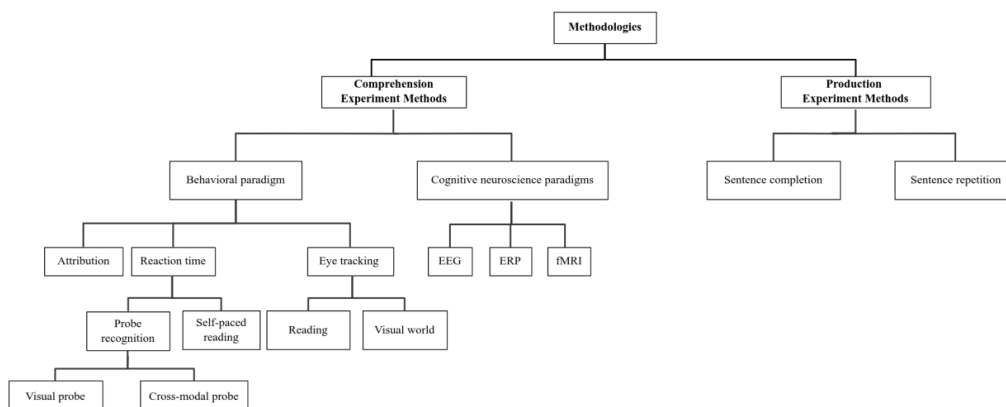 Methodologies
Comprehension
Experiment Methods
Production
Experiment Methods
Behavioral paradigm
Cognitive neuroscience paradigms
Sentence completion
Sentence repetition
Attribution
Reaction time
Eye tracking
EEG
ERP
fMRI
Probe
recognition
Self-paced
reading
Reading
Visual world
Visual probe
Cross-modal probe